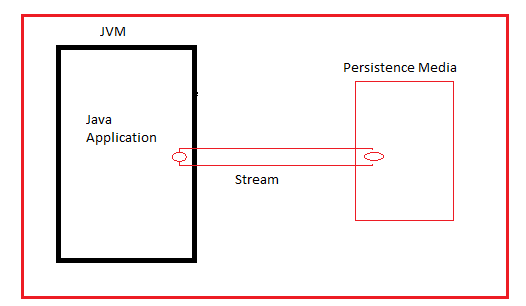 JVM
Persistence Media
Java
Application
Stream